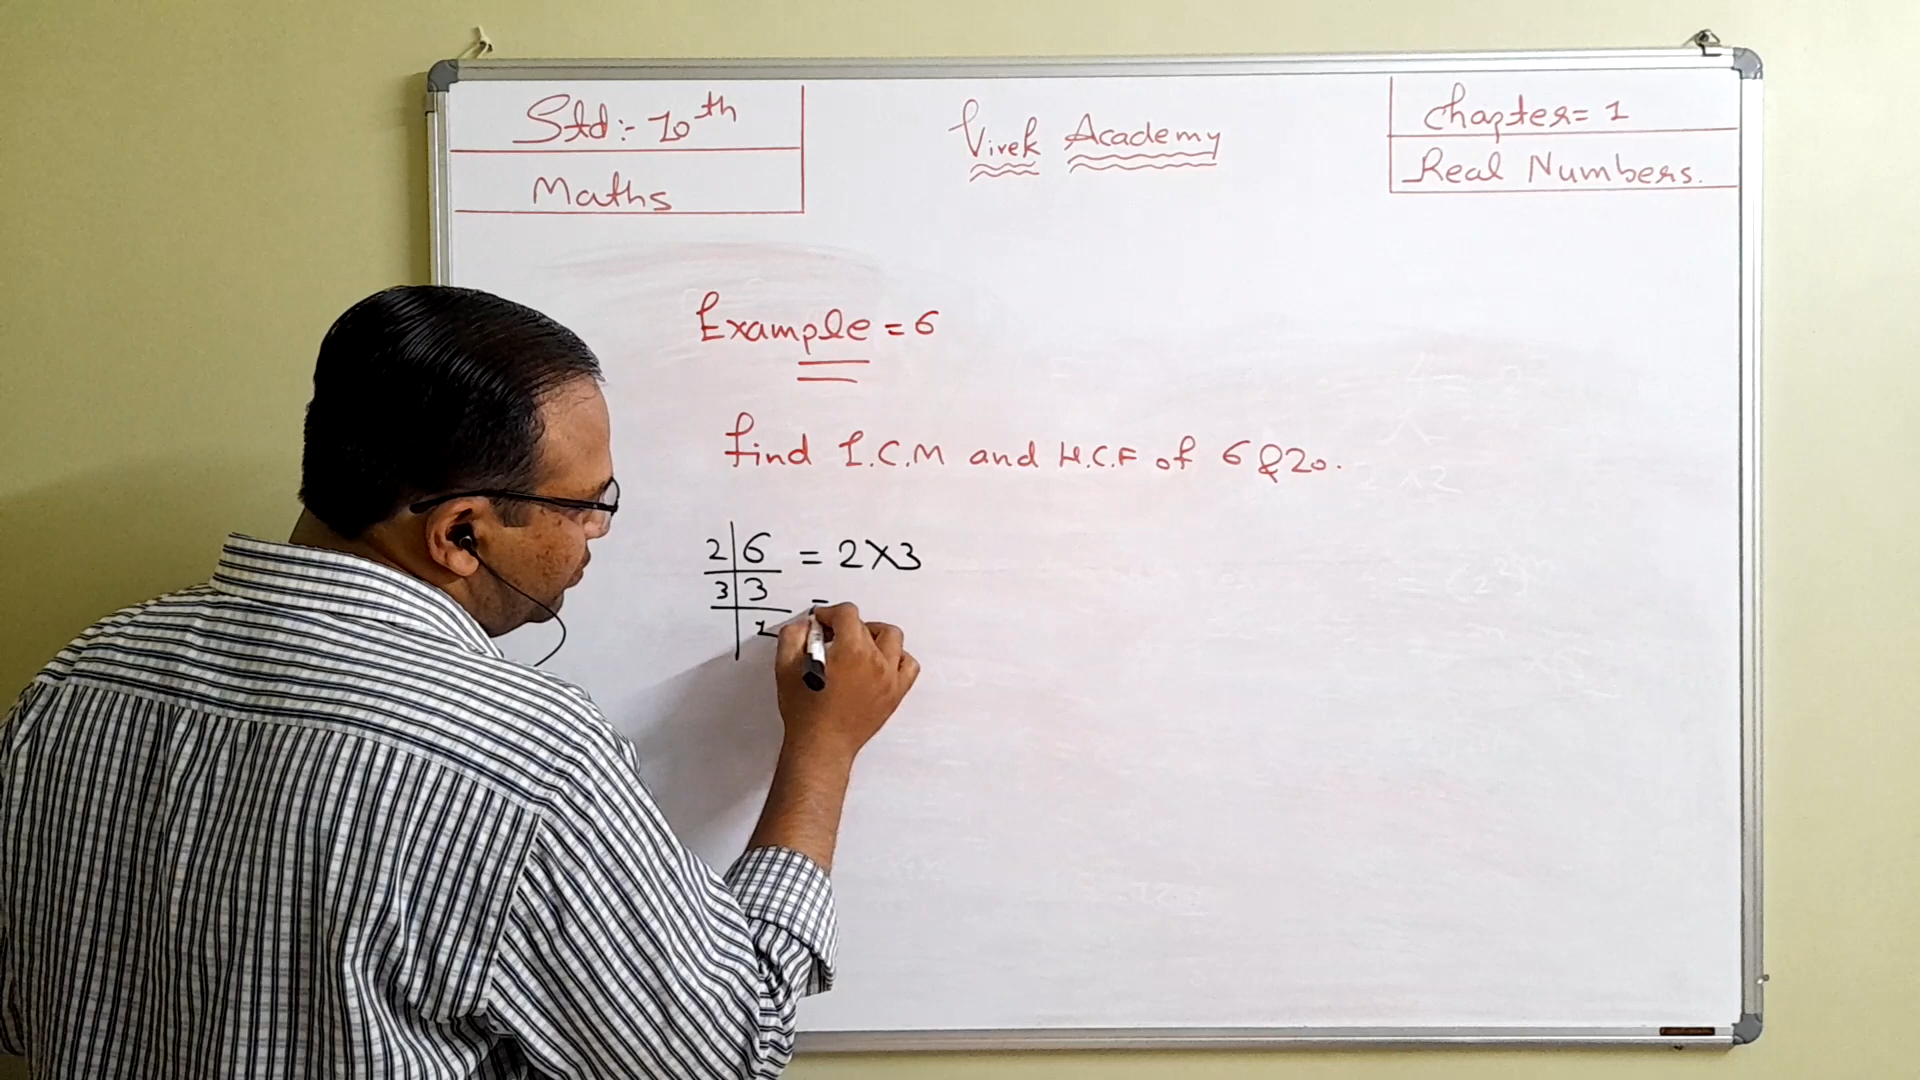 Std:- 10th
Maths
Vivek Academy
Chapter= 1
Real Numbers.
Example = 6
find L.C.M and H.C.F of 6 & 20.
2 | 6 = 2 X 3
3 | 3 =
1